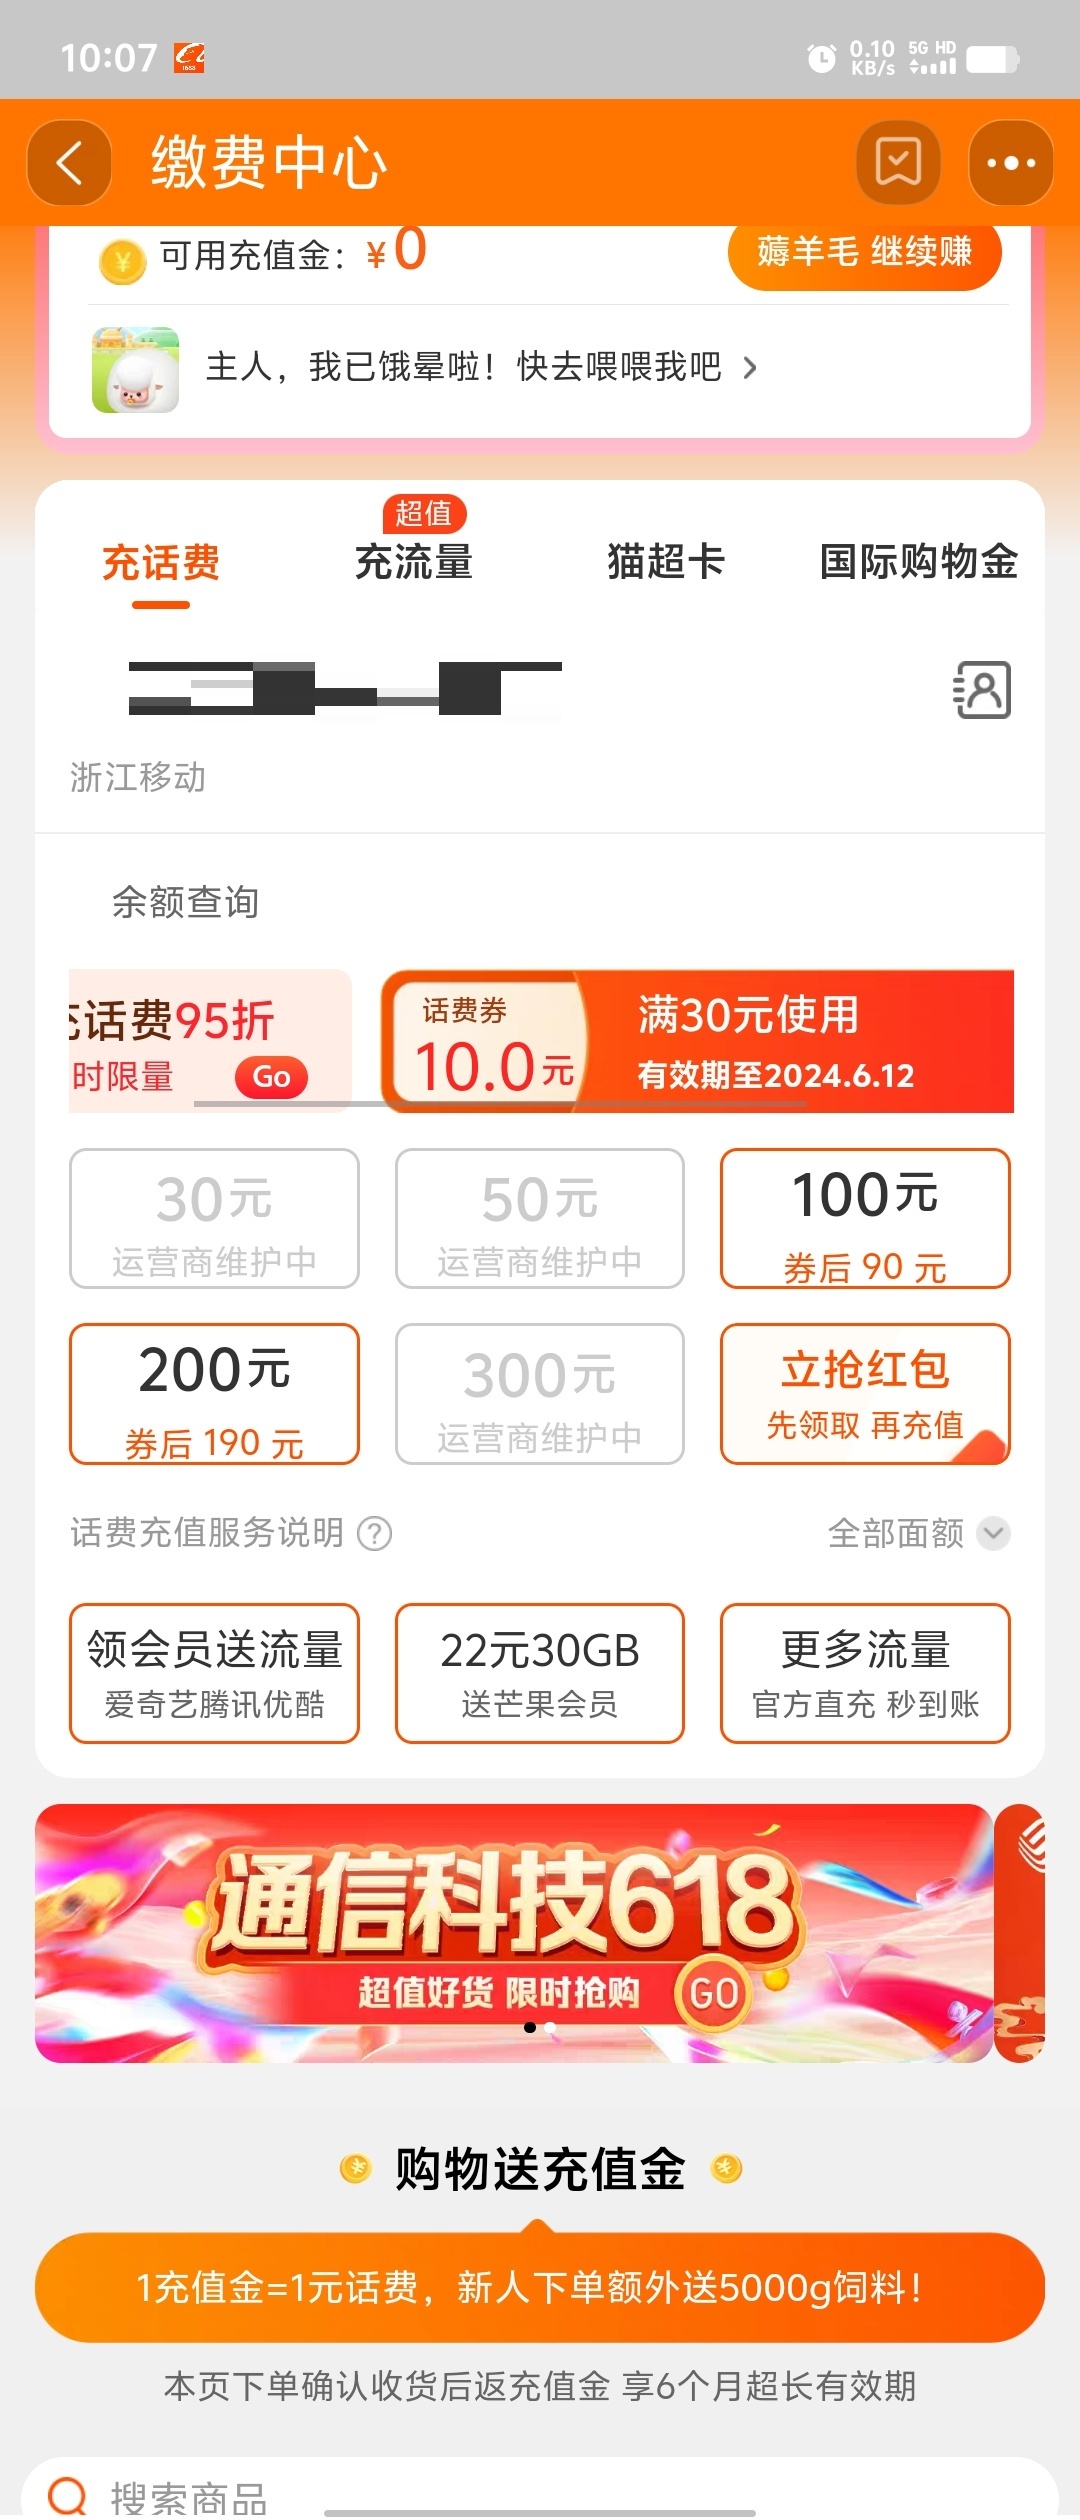 10:07
0.10 KB/s
5G HD
缴费中心
可用充值金：¥0
薅羊毛 继续赚
主人，我已饿晕啦！快去喂喂我吧
超值
充话费
充流量
猫超卡
国际购物金
浙江移动
余额查询
话费95折
时限量
Go
话费券
10.0元
满30元使用
有效期至2024.6.12
30元
运营商维护中
50元
运营商维护中
100元
券后 90 元
200元
券后 190 元
300元
运营商维护中
立抢红包
先领取 再充值
话费充值服务说明
全部面额
领会员送流量
爱奇艺腾讯优酷
22元30GB
送芒果会员
更多流量
官方直充 秒到账
通信科技618
超值好货 限时抢购
GO
购物送充值金
1充值金=1元话费，新人下单额外送5000g饲料！
本页下单确认收货后返充值金 享6个月超长有效期
搜索商品